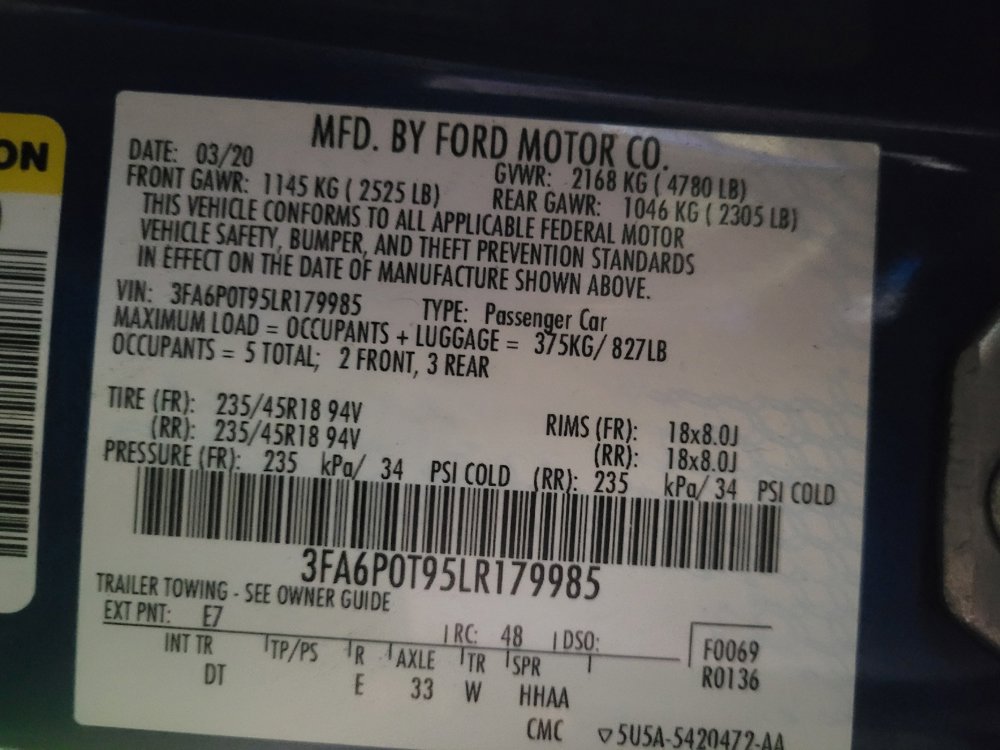 ON
MFD. BY FORD MOTOR CO.
DATE: 03/20 GVWR: 2168 KG ( 4780 LB)
FRONT GAWR: 1145 KG ( 2525 LB) REAR GAWR: 1046 KG ( 2305 LB)
THIS VEHICLE CONFORMS TO ALL APPLICABLE FEDERAL MOTOR
VEHICLE SAFETY, BUMPER, AND THEFT PREVENTION STANDARDS
IN EFFECT ON THE DATE OF MANUFACTURE SHOWN ABOVE.
VIN: 3FA6P0T95LR179985 TYPE: Passenger Car
MAXIMUM LOAD = OCCUPANTS + LUGGAGE = 375KG/ 827LB
OCCUPANTS = 5 TOTAL; 2 FRONT, 3 REAR
TIRE (FR): 235/45R18 94V RIMS (FR): 18x8.0J
(RR): 235/45R18 94V (RR): 18x8.0J
PRESSURE (FR): 235 kPa/ 34 PSI COLD (RR): 235 kPa/ 34 PSI COLD
3FA6P0T95LR179985
TRAILER TOWING - SEE OWNER GUIDE
EXT PNT: E7 RC: 48 DSO: F0069
INT TR TP/PS R AXLE TR SPR R0136
DT E 33 W HHAA
CMC ▽5U5A-5420472-AA